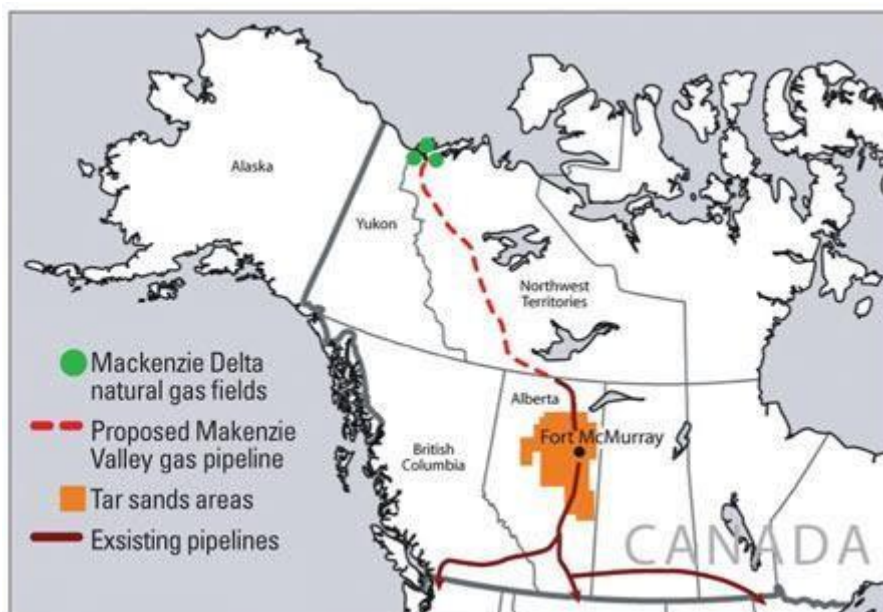 Alaska
Yukon
Northwest
Territories
Mackenzie Delta
natural gas fields
Proposed Makenzie
Valley gas pipeline
Tar sands areas
Exsisting pipelines
Alberta
Fort McMurray
British
Columbia
CANADA